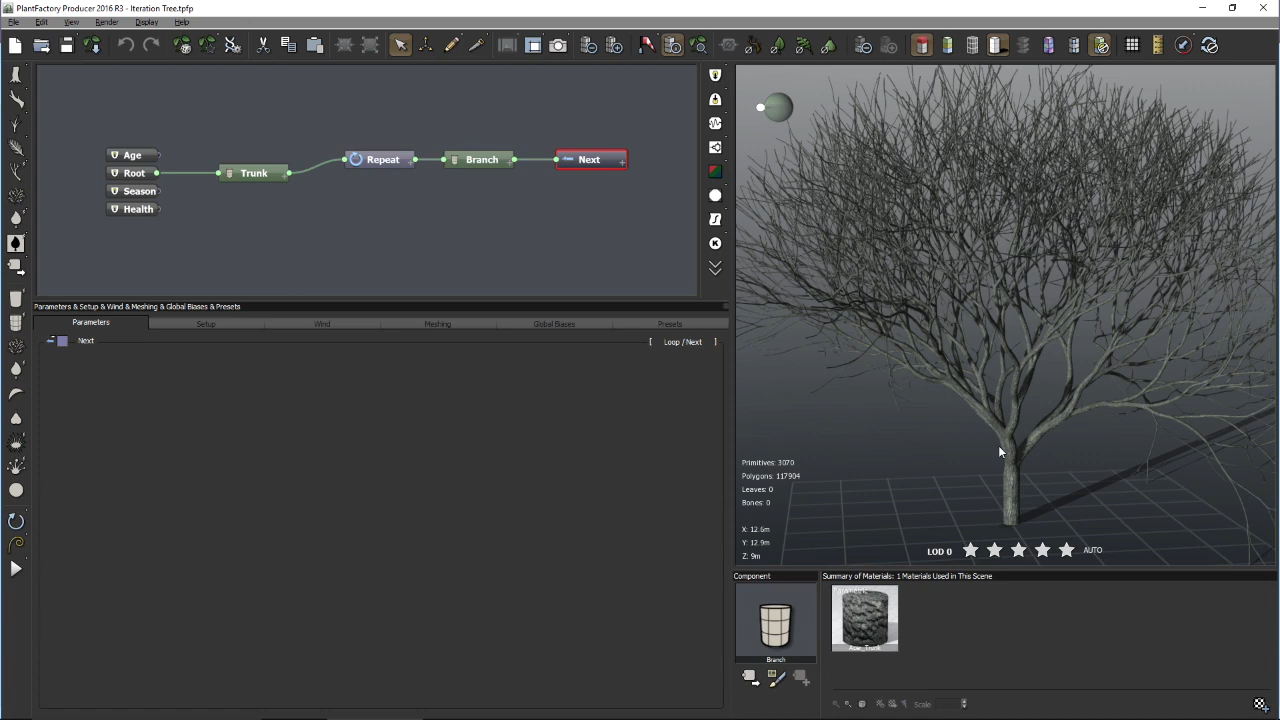 PlantFactory Producer 2016 R3 - Iteration Tree.tpfp
File Edit View Render Display Help
Age
Root
Season
Health
Trunk
Repeat
Branch
Next
Parameters & Setup & Wind & Meshing & Global Biases & Presets
Parameters Setup Wind Meshing Global Biases Presets
Next
[ Loop / Next ]
Primitives: 3070
Polygons: 117904
Leaves: 0
Bones: 0
X: 12.6m
Y: 12.9m
Z: 9m
LOD 0
AUTO
Component
Branch
Summary of Materials: 1 Materials Used in This Scene
Scale